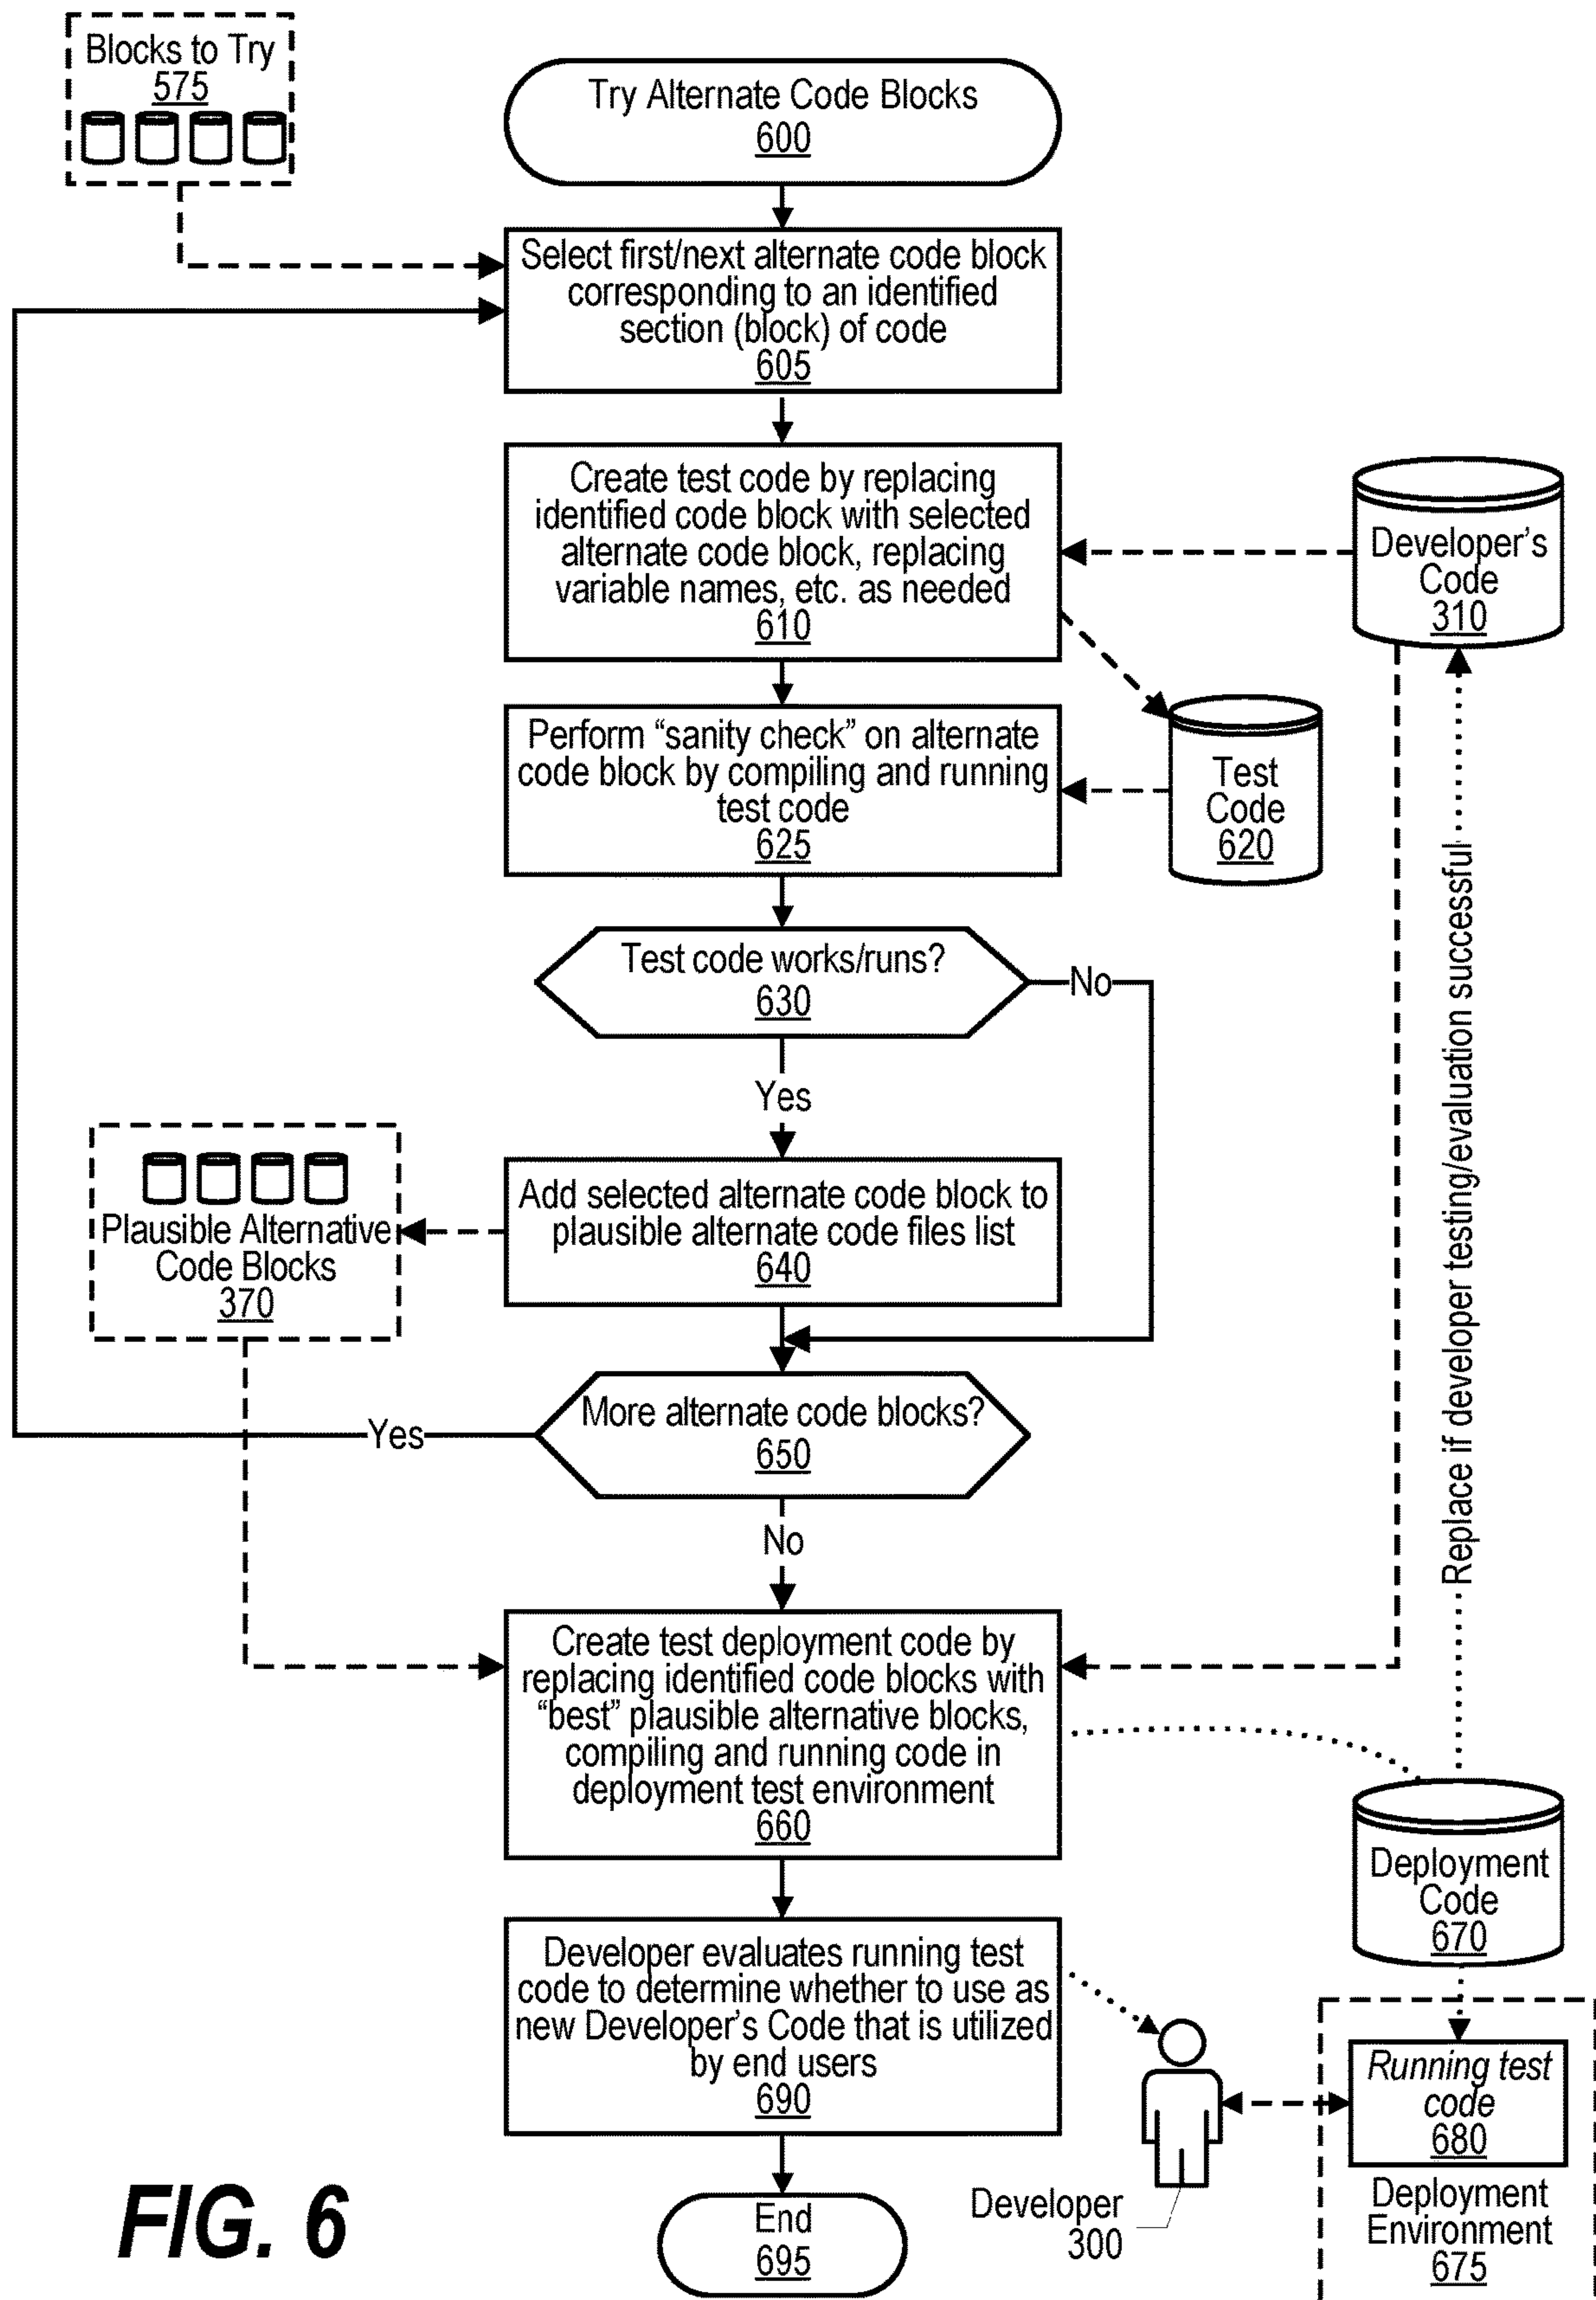 Blocks to Try
575
Try Alternate Code Blocks
600
Select first/next alternate code block
corresponding to an identified
section (block) of code
605
Create test code by replacing
identified code block with selected
alternate code block, replacing
variable names, etc. as needed
610
Developer's
Code
310
Perform “sanity check” on alternate
code block by compiling and running
test code
625
Test
Code
620
Test code works/runs?
630
No
Yes
Replace if developer testing/evaluation successful
Plausible Alternative
Code Blocks
370
Add selected alternate code block to
plausible alternate code files list
640
More alternate code blocks?
650
Yes
No
Create test deployment code by
replacing identified code blocks with
“best” plausible alternative blocks,
compiling and running code in
deployment test environment
660
Deployment
Code
670
Developer evaluates running test
code to determine whether to use as
new Developer's Code that is utilized
by end users
690
Running test
code
680
Deployment
Environment
675
Developer
300
End
695
FIG. 6